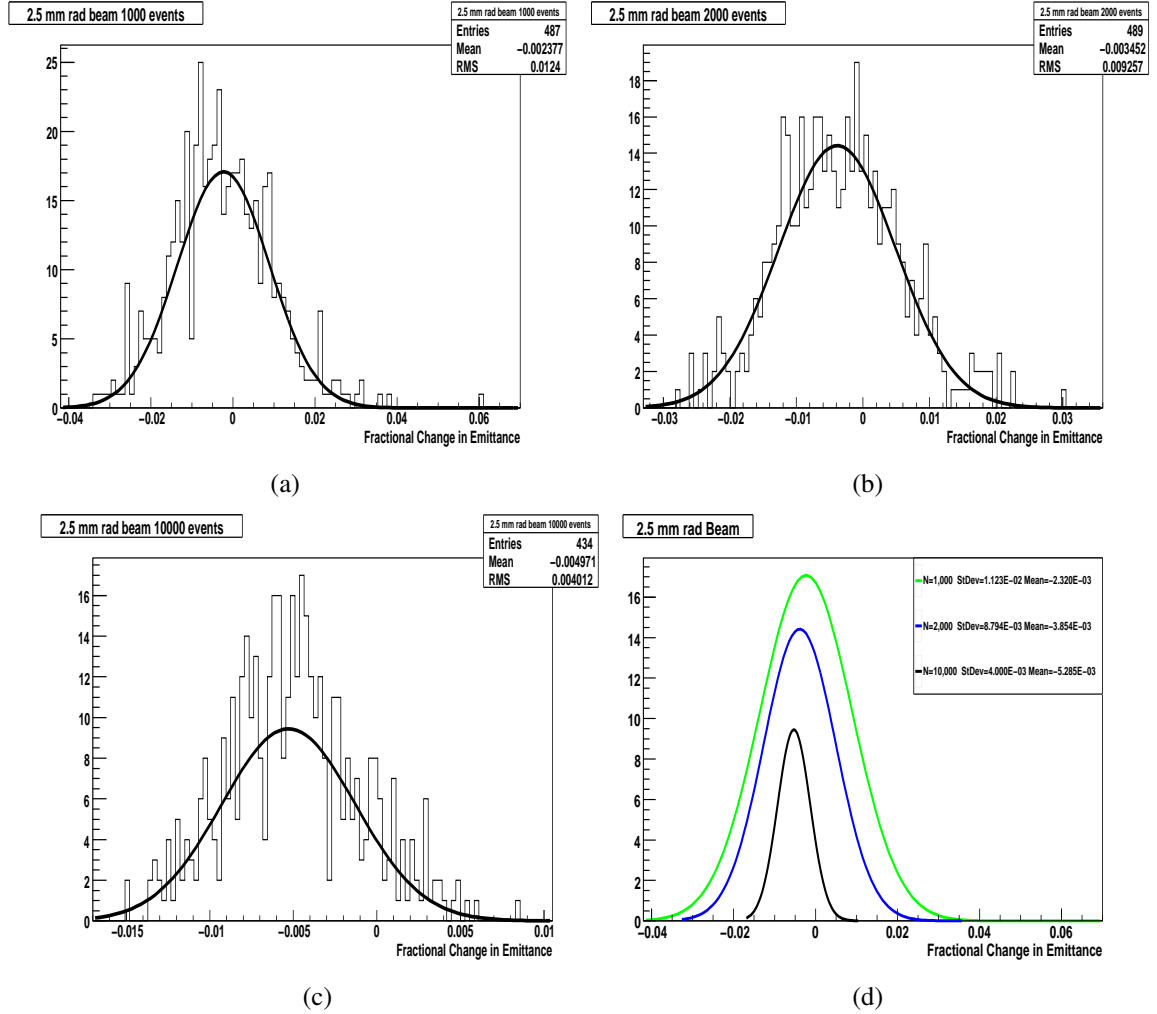 2.5 mm rad beam 1000 events
2.5 mm rad beam 1000 events
Entries 487
Mean −0.002377
RMS 0.0124
25
20
15
10
5
0
−0.04 −0.02 0 0.02 0.04 0.06
Fractional Change in Emittance
(a)
2.5 mm rad beam 2000 events
2.5 mm rad beam 2000 events
Entries 489
Mean −0.003452
RMS 0.009257
18
16
14
12
10
8
6
4
2
0
−0.03 −0.02 −0.01 0 0.01 0.02 0.03
Fractional Change in Emittance
(b)
2.5 mm rad beam 10000 events
2.5 mm rad beam 10000 events
Entries 434
Mean −0.004971
RMS 0.004012
16
14
12
10
8
6
4
2
0
−0.015 −0.01 −0.005 0 0.005 0.01
Fractional Change in Emittance
(c)
2.5 mm rad Beam
N=1,000 StDev=1.123E−02 Mean=−2.320E−03
N=2,000 StDev=8.794E−03 Mean=−3.854E−03
N=10,000 StDev=4.000E−03 Mean=−5.285E−03
16
14
12
10
8
6
4
2
0
−0.04 −0.02 0 0.02 0.04 0.06
Fractional Change in Emittance
(d)